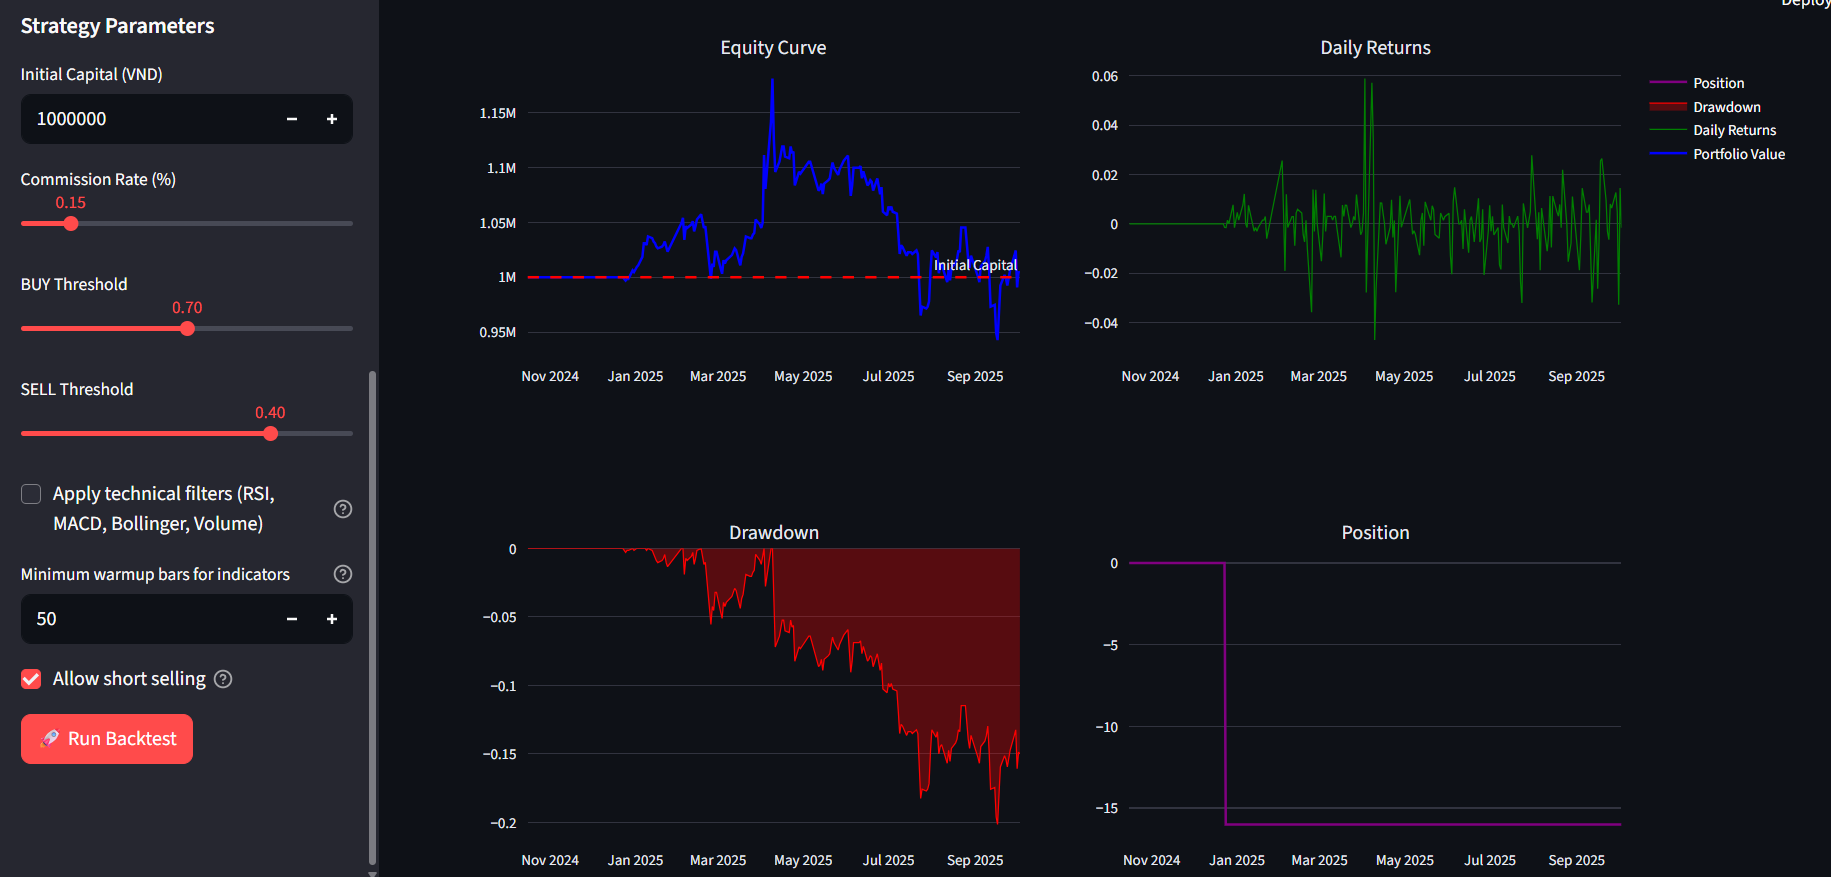 Deploy
Strategy Parameters
Initial Capital (VND)
1000000
Commission Rate (%)
0.15
BUY Threshold
0.70
SELL Threshold
0.40
Apply technical filters (RSI,
MACD, Bollinger, Volume)
Minimum warmup bars for indicators
50
Allow short selling
Run Backtest
Equity Curve
1.15M
1.1M
1.05M
1M
0.95M
Initial Capital
Nov 2024 Jan 2025 Mar 2025 May 2025 Jul 2025 Sep 2025
Daily Returns
0.06
0.04
0.02
0
−0.02
−0.04
Nov 2024 Jan 2025 Mar 2025 May 2025 Jul 2025 Sep 2025
Position
Drawdown
Daily Returns
Portfolio Value
Drawdown
0
−0.05
−0.1
−0.15
−0.2
Nov 2024 Jan 2025 Mar 2025 May 2025 Jul 2025 Sep 2025
Position
0
−5
−10
−15
Nov 2024 Jan 2025 Mar 2025 May 2025 Jul 2025 Sep 2025